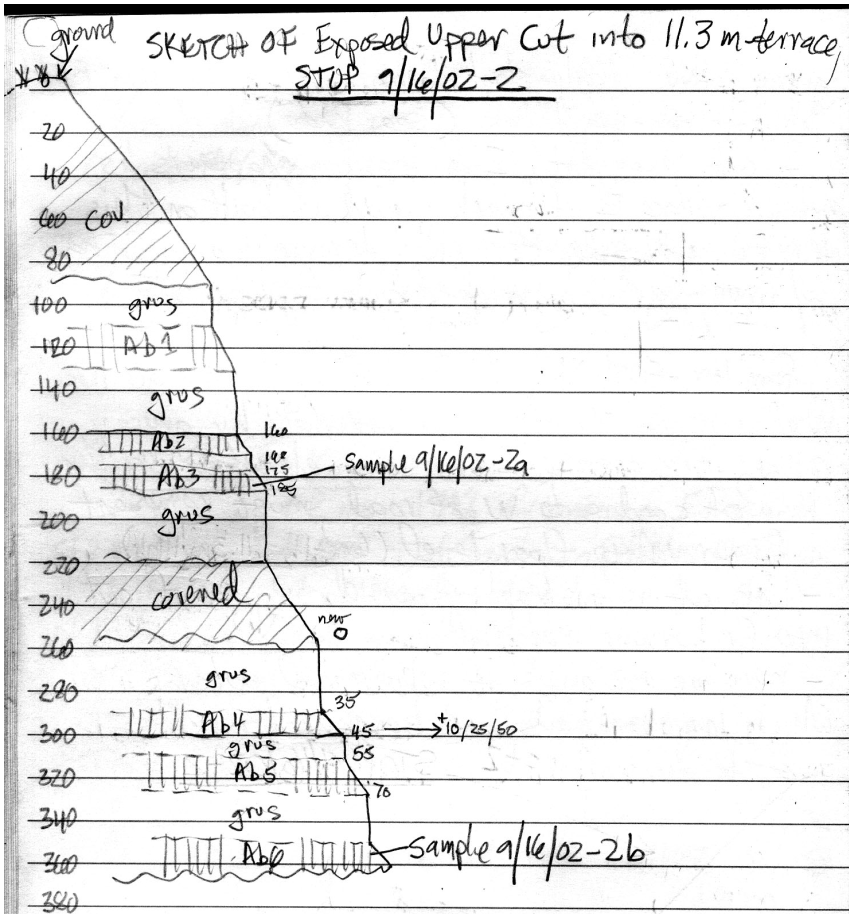 ground
SKETCH OF Exposed Upper Cut into 11.3 m terrace,
STOP 9/16/02-2
20
40
60 cov
80
100 grus
120 Ab1
140
grus
160 Ab2 160
168
175 Sample 9/16/02-2a
180 Ab3 185
200 grus
220
covered
240
new
0
260
grus
280 35
Ab4 45 +10/25/50
300
grus 55
320 Ab5 70
340 grus
Ab6 Sample 9/16/02-2b
360
380